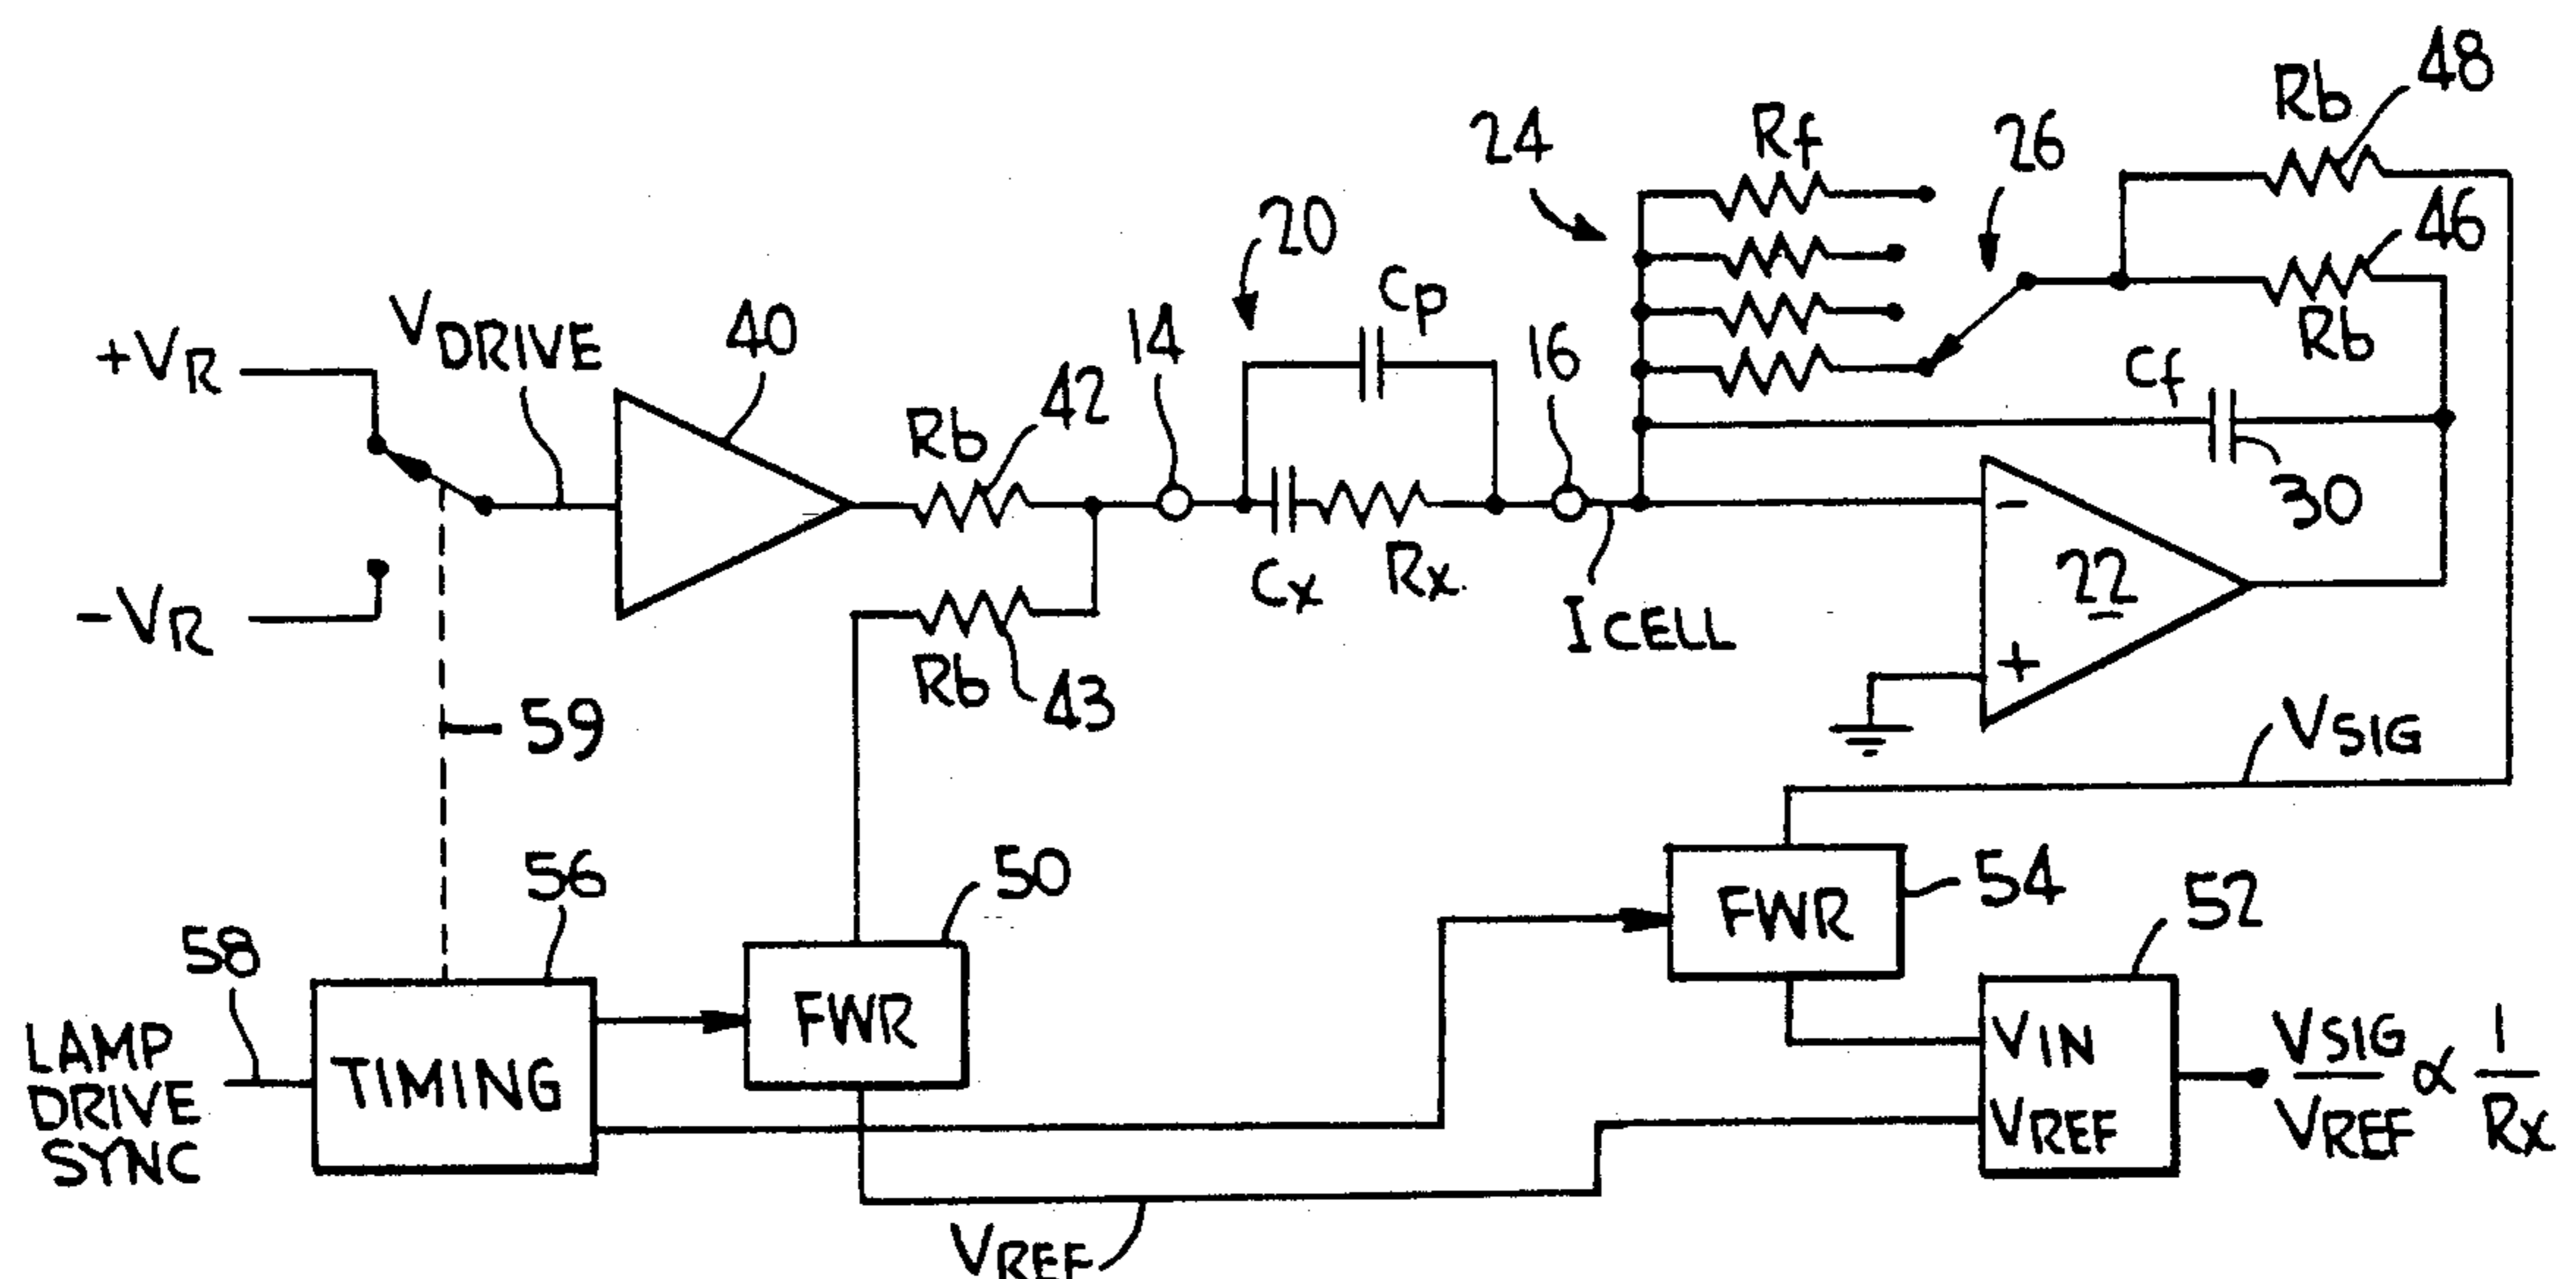 48
Rb
24
Rf
26
46
Rb
20
Cp
VDRIVE
40
14
16
Cf
+VR
Rb
42
30
-VR
Cx
Rx
ICELL
-
22
+
Rb
43
59
VSIG
56
50
54
52
58
FWR
FWR
LAMP
DRIVE
SYNC
TIMING
VIN
VREF
VSIG
VREF
∝
1
Rx
VREF